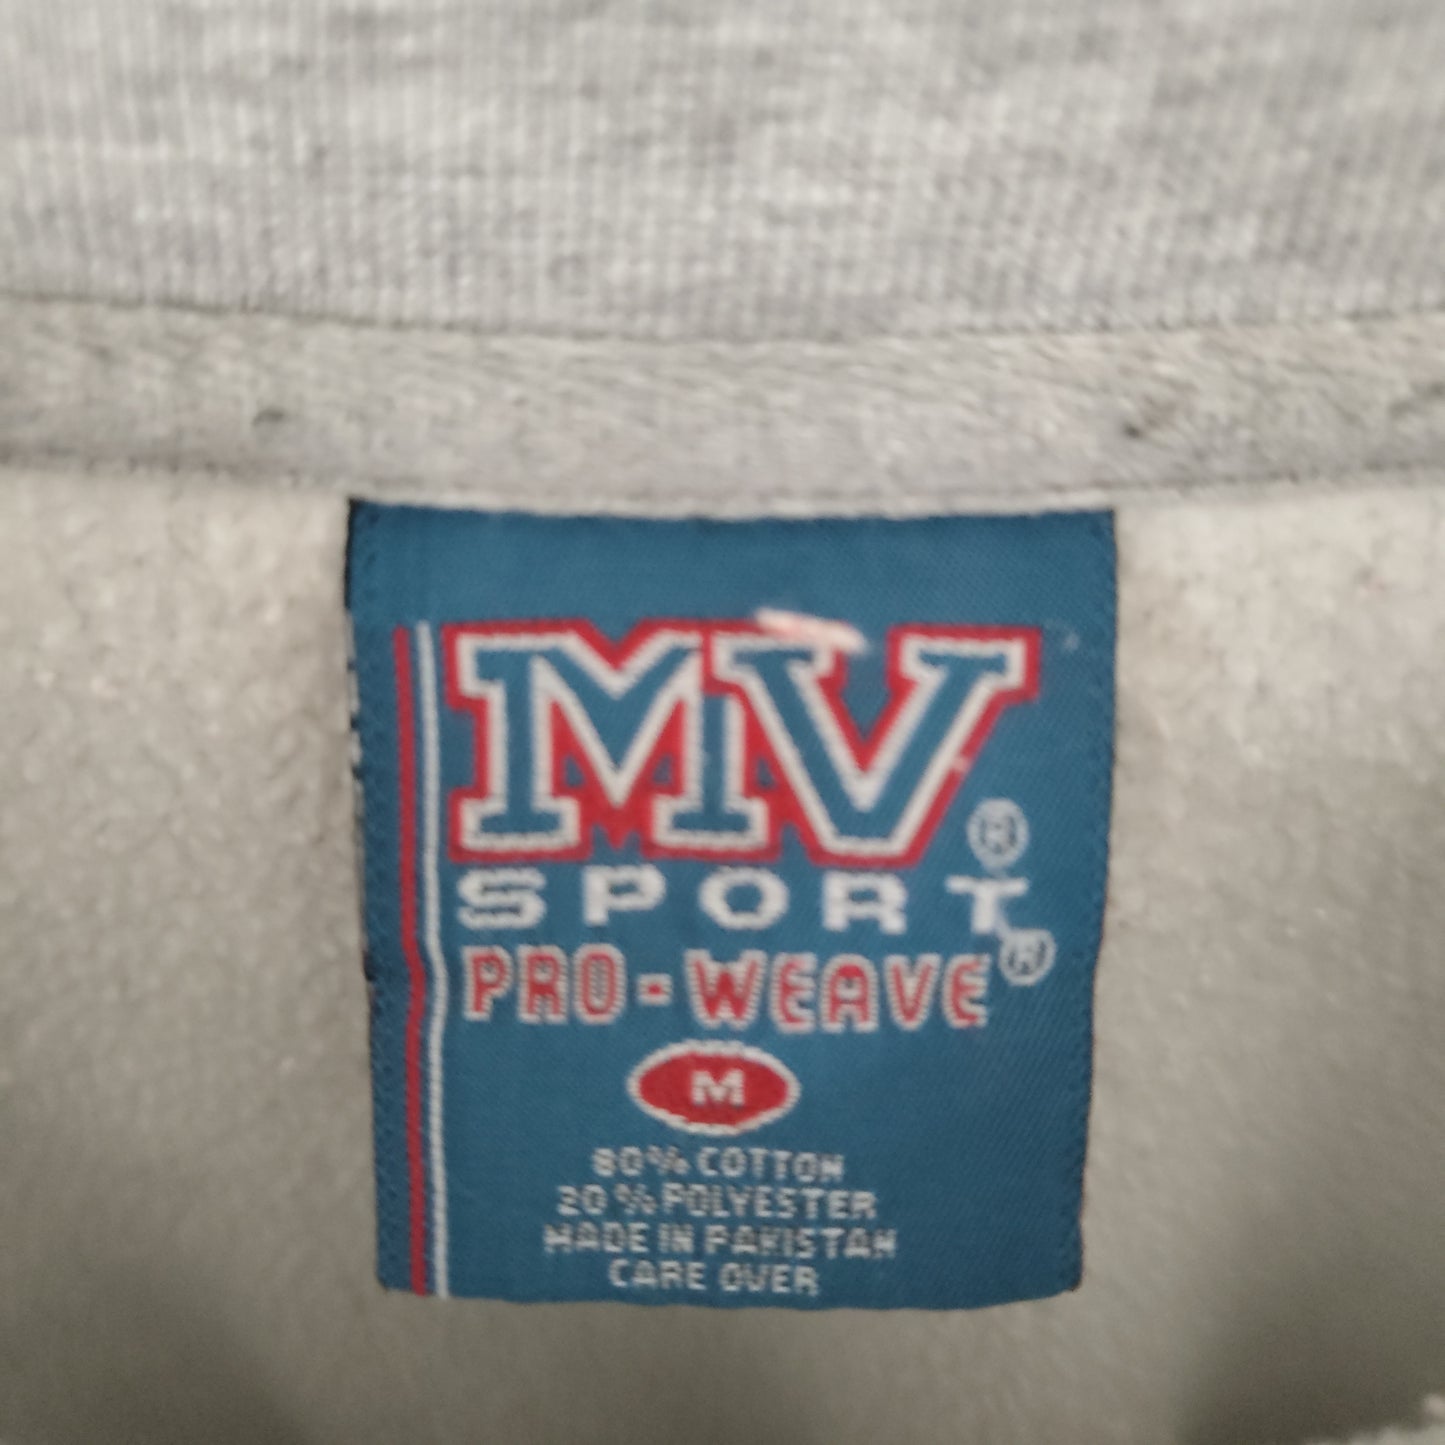 MV®
SPORT
PRO-WEAVE®
M
80% COTTON
20% POLYESTER
MADE IN PAKISTAN
CARE OVER